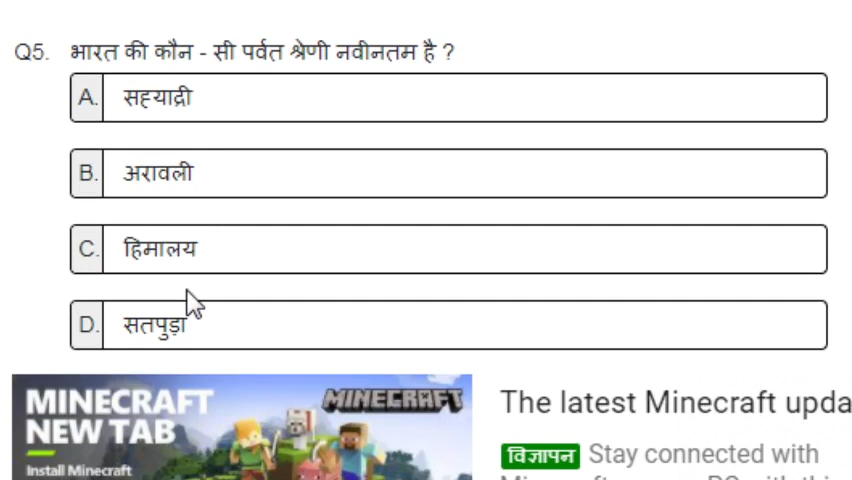 Q5. भारत की कौन - सी पर्वत श्रेणी नवीनतम है ?
A. सह्याद्री
B. अरावली
C. हिमालय
D. सतपुड़ा
MINECRAFT
NEW TAB
Install Minecraft
MINECRAFT
The latest Minecraft upda
विज्ञापन Stay connected with